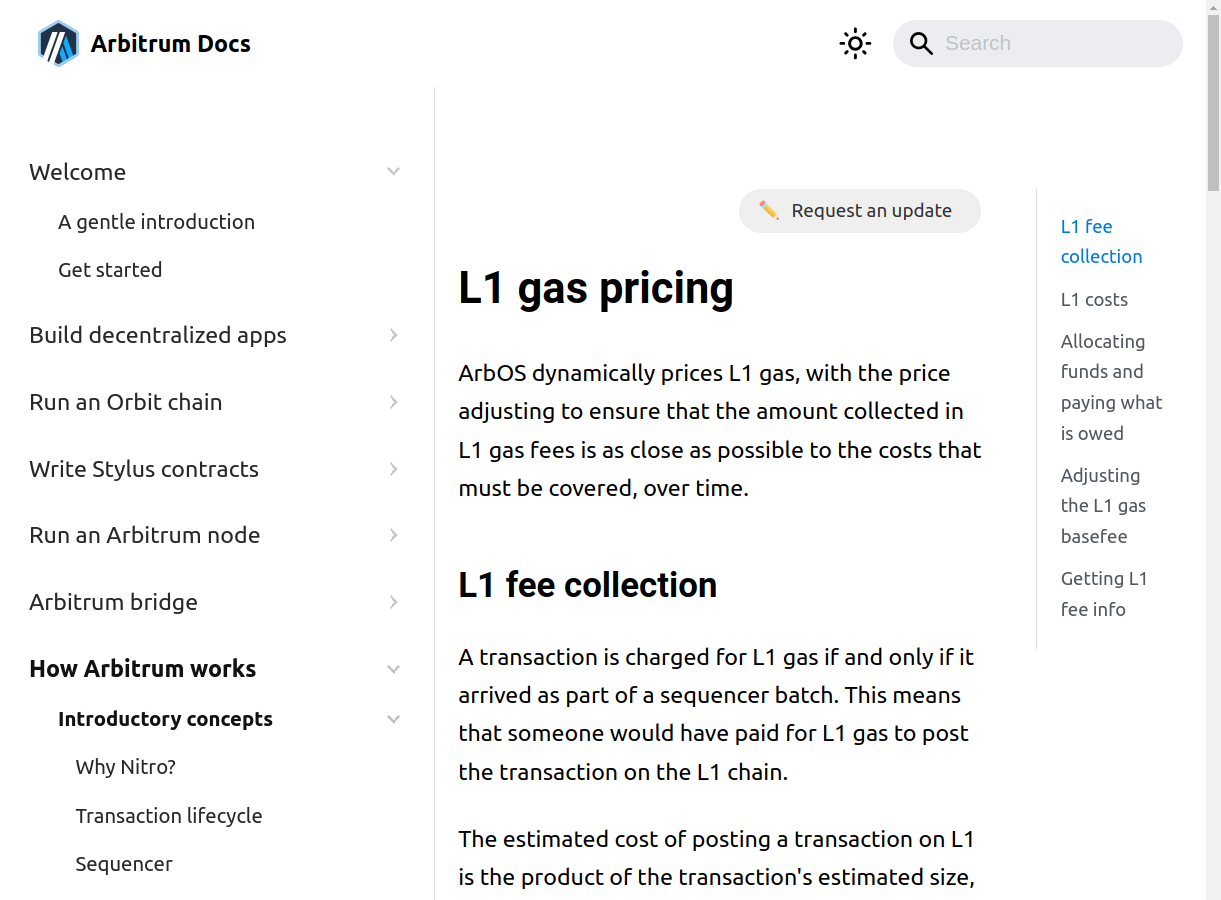 Arbitrum Docs
Search
Welcome
A gentle introduction
Get started
Build decentralized apps
Run an Orbit chain
Write Stylus contracts
Run an Arbitrum node
Arbitrum bridge
How Arbitrum works
Introductory concepts
Why Nitro?
Transaction lifecycle
Sequencer
Request an update
L1 gas pricing
ArbOS dynamically prices L1 gas, with the price
adjusting to ensure that the amount collected in
L1 gas fees is as close as possible to the costs that
must be covered, over time.
L1 fee collection
A transaction is charged for L1 gas if and only if it
arrived as part of a sequencer batch. This means
that someone would have paid for L1 gas to post
the transaction on the L1 chain.
The estimated cost of posting a transaction on L1
is the product of the transaction's estimated size,
L1 fee
collection
L1 costs
Allocating
funds and
paying what
is owed
Adjusting
the L1 gas
basefee
Getting L1
fee info